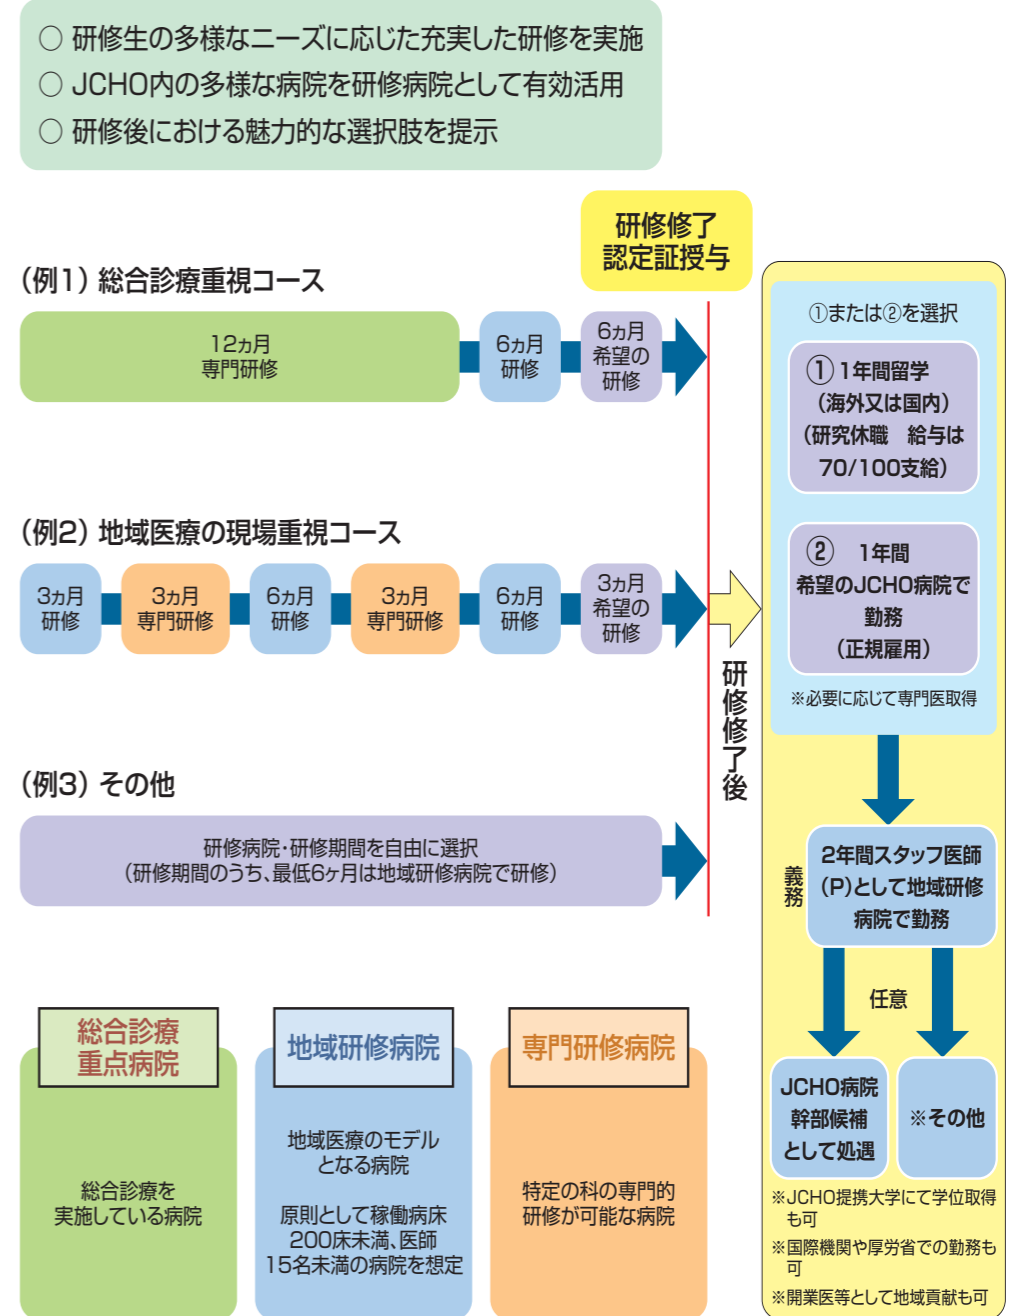 ○ 研修生の多様なニーズに応じた充実した研修を実施
○ JCHO内の多様な病院を研修病院として有効活用
○ 研修後における魅力的な選択肢を提示
研修修了
認定証授与
(例1) 総合診療重視コース
12ヵ月
専門研修
6ヵ月
研修
6ヵ月
希望の
研修
(例2) 地域医療の現場重視コース
3ヵ月
研修
3ヵ月
専門研修
6ヵ月
研修
3ヵ月
専門研修
6ヵ月
研修
3ヵ月
希望の
研修
(例3) その他
研修病院・研修期間を自由に選択
(研修期間のうち、最低6ヶ月は地域研修病院で研修)
研修修了後
①または②を選択
① 1年間留学
(海外又は国内)
(研究休職 給与は
70/100支給)
② 1年間
希望のJCHO病院で
勤務
(正規雇用)
※必要に応じて専門医取得
義務
2年間スタッフ医師
(P)として地域研修
病院で勤務
任意
JCHO病院
幹部候補
として処遇
※その他
※JCHO提携大学にて学位取得
も可
※国際機関や厚労省での勤務も
可
※開業医等として地域貢献も可
総合診療
重点病院
総合診療を
実施している病院
地域研修病院
地域医療のモデル
となる病院
原則として稼働病床
200床未満、医師
15名未満の病院を想定
専門研修病院
特定の科の専門的
研修が可能な病院